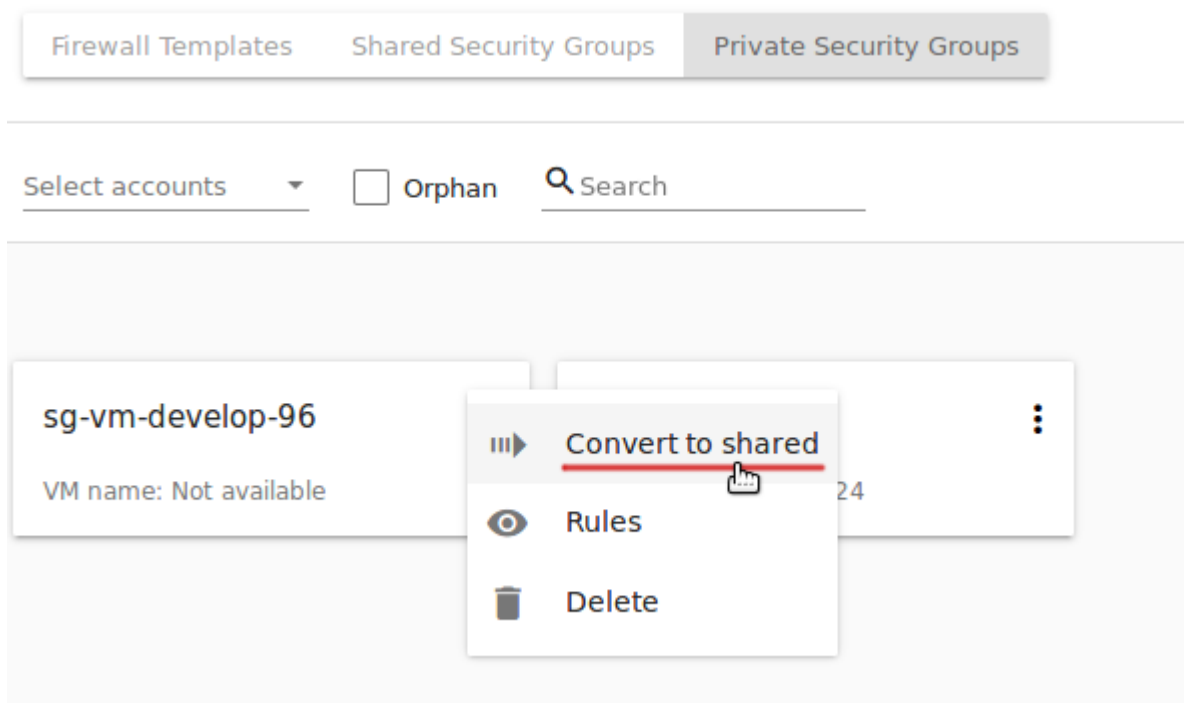 Firewall Templates Shared Security Groups Private Security Groups
Select accounts Orphan Search
sg-vm-develop-96
VM name: Not available
Convert to shared
24
Rules
Delete